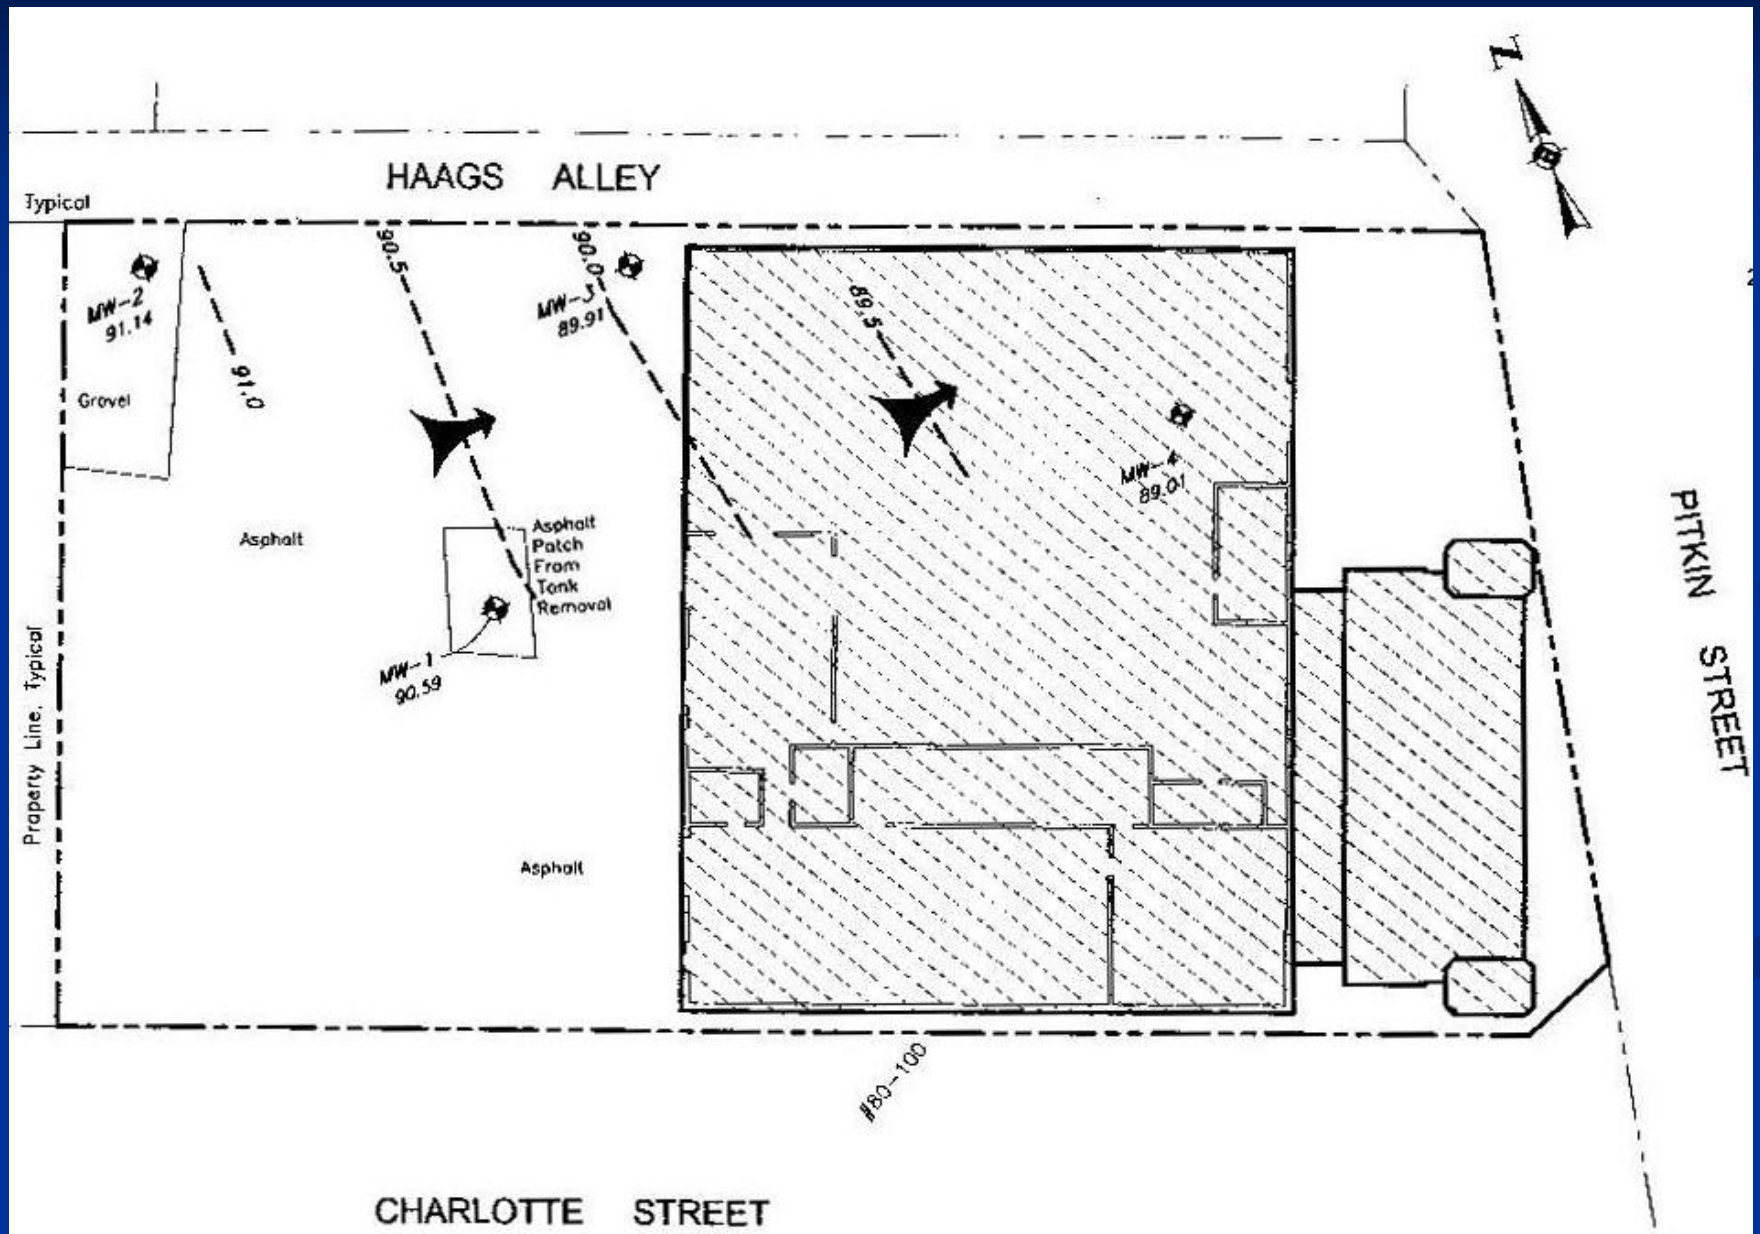 Z
HAAGS ALLEY
Typical
90.5
90.0
MW-2
91.14
MW-3
89.91
89.5
91.0
Gravel
MW-4
89.01
Asphalt
Asphalt
Patch
From
Tank
Removal
PITKIN STREET
MW-1
90.59
Property Line, Typical
Asphalt
#80-100
CHARLOTTE STREET